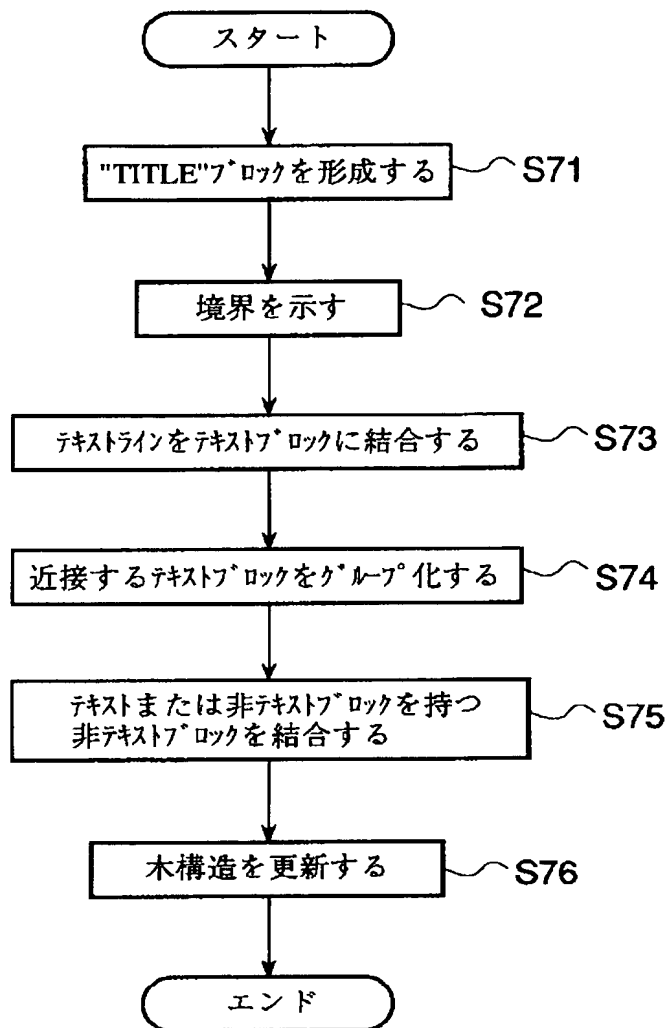 スタート
"TITLE"ﾌﾞﾛｯｸを形成する
S71
境界を示す
S72
ﾃｷｽﾄﾗｲﾝをﾃｷｽﾄﾌﾞﾛｯｸに結合する
S73
近接するﾃｷｽﾄﾌﾞﾛｯｸをｸﾞﾙｰﾌﾟ化する
S74
ﾃｷｽﾄまたは非ﾃｷｽﾄﾌﾞﾛｯｸを持つ
非ﾃｷｽﾄﾌﾞﾛｯｸを結合する
S75
木構造を更新する
S76
エンド